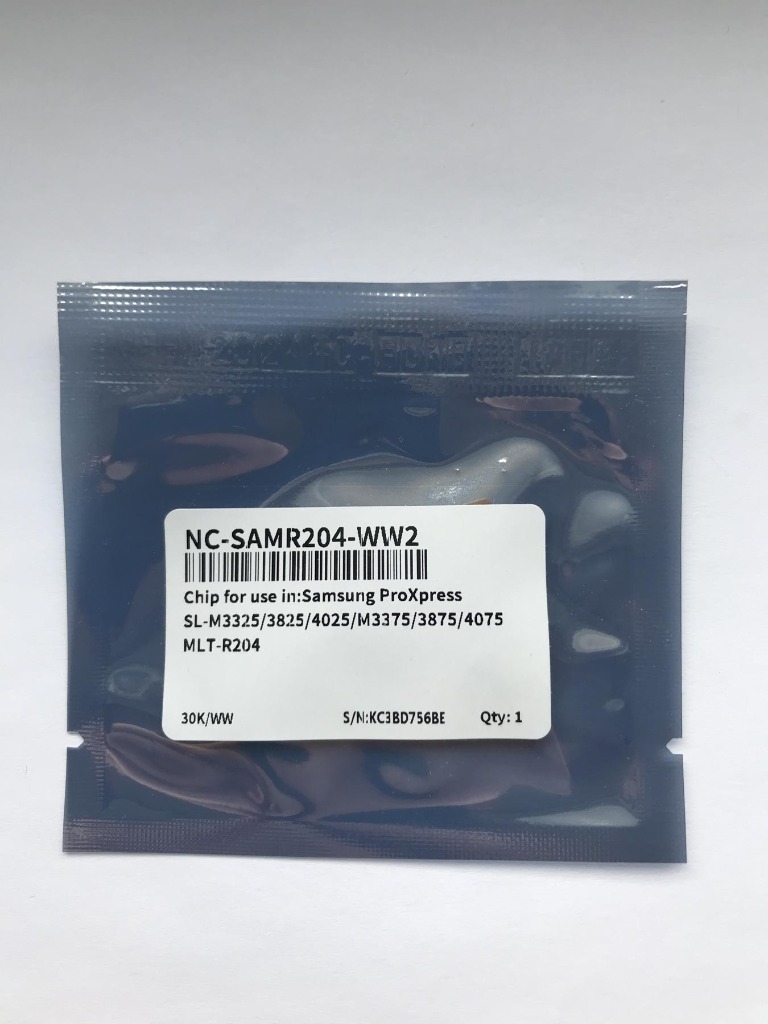 NC-SAMR204-WW2
Chip for use in:Samsung ProXpress
SL-M3325/3825/4025/M3375/3875/4075
MLT-R204
30K/WW S/N:KC3BD756BE Qty: 1